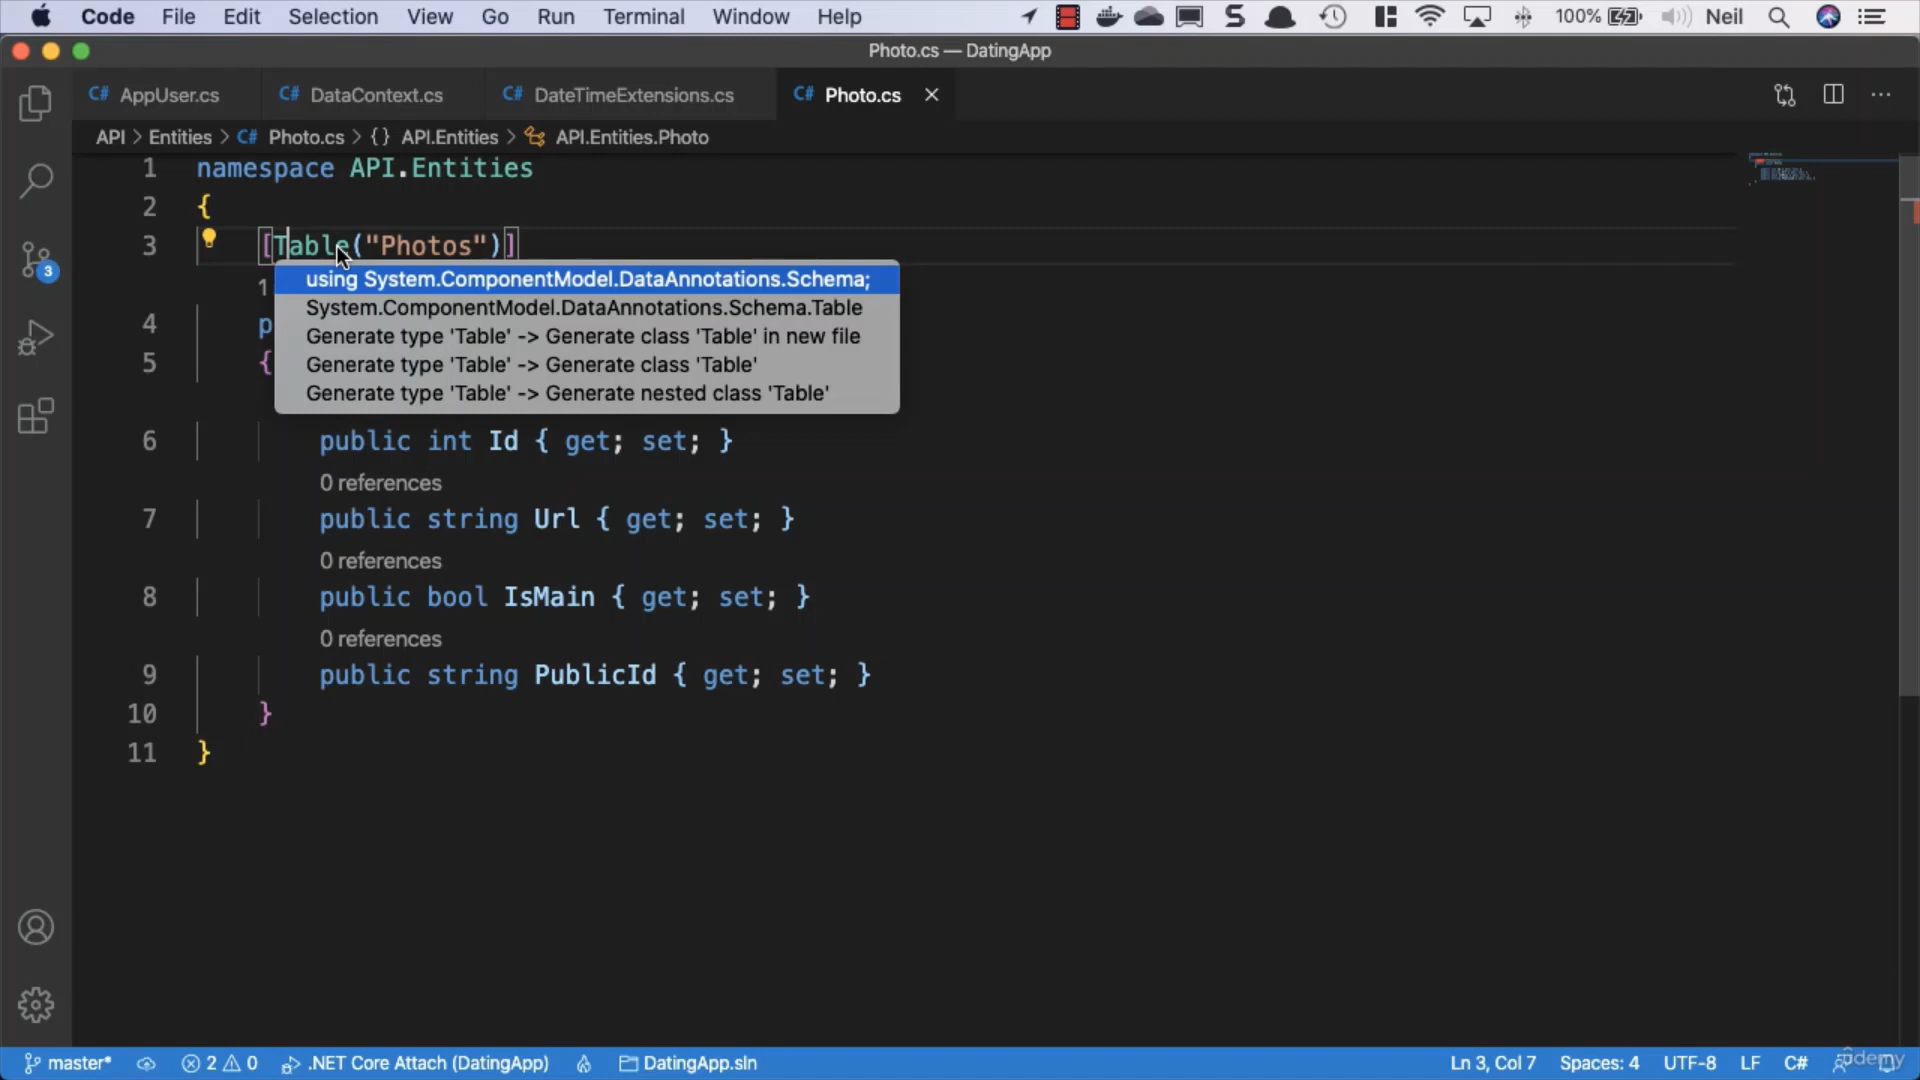 Code File Edit Selection View Go Run Terminal Window Help 100% Neil
Photo.cs — DatingApp
C# AppUser.cs C# DataContext.cs C# DateTimeExtensions.cs C# Photo.cs
API > Entities > C# Photo.cs > {} API.Entities > API.Entities.Photo
1 namespace API.Entities
2 {
3 [Table("Photos")]
using System.ComponentModel.DataAnnotations.Schema;
1
System.ComponentModel.DataAnnotations.Schema.Table
4 p
Generate type 'Table' -> Generate class 'Table' in new file
5 {
Generate type 'Table' -> Generate class 'Table'
Generate type 'Table' -> Generate nested class 'Table'
6 public int Id { get; set; }
0 references
7 public string Url { get; set; }
0 references
8 public bool IsMain { get; set; }
0 references
9 public string PublicId { get; set; }
10 }
11 }
3
master* 2 0 .NET Core Attach (DatingApp) DatingApp.sln Ln 3, Col 7 Spaces: 4 UTF-8 LF C#
udemy